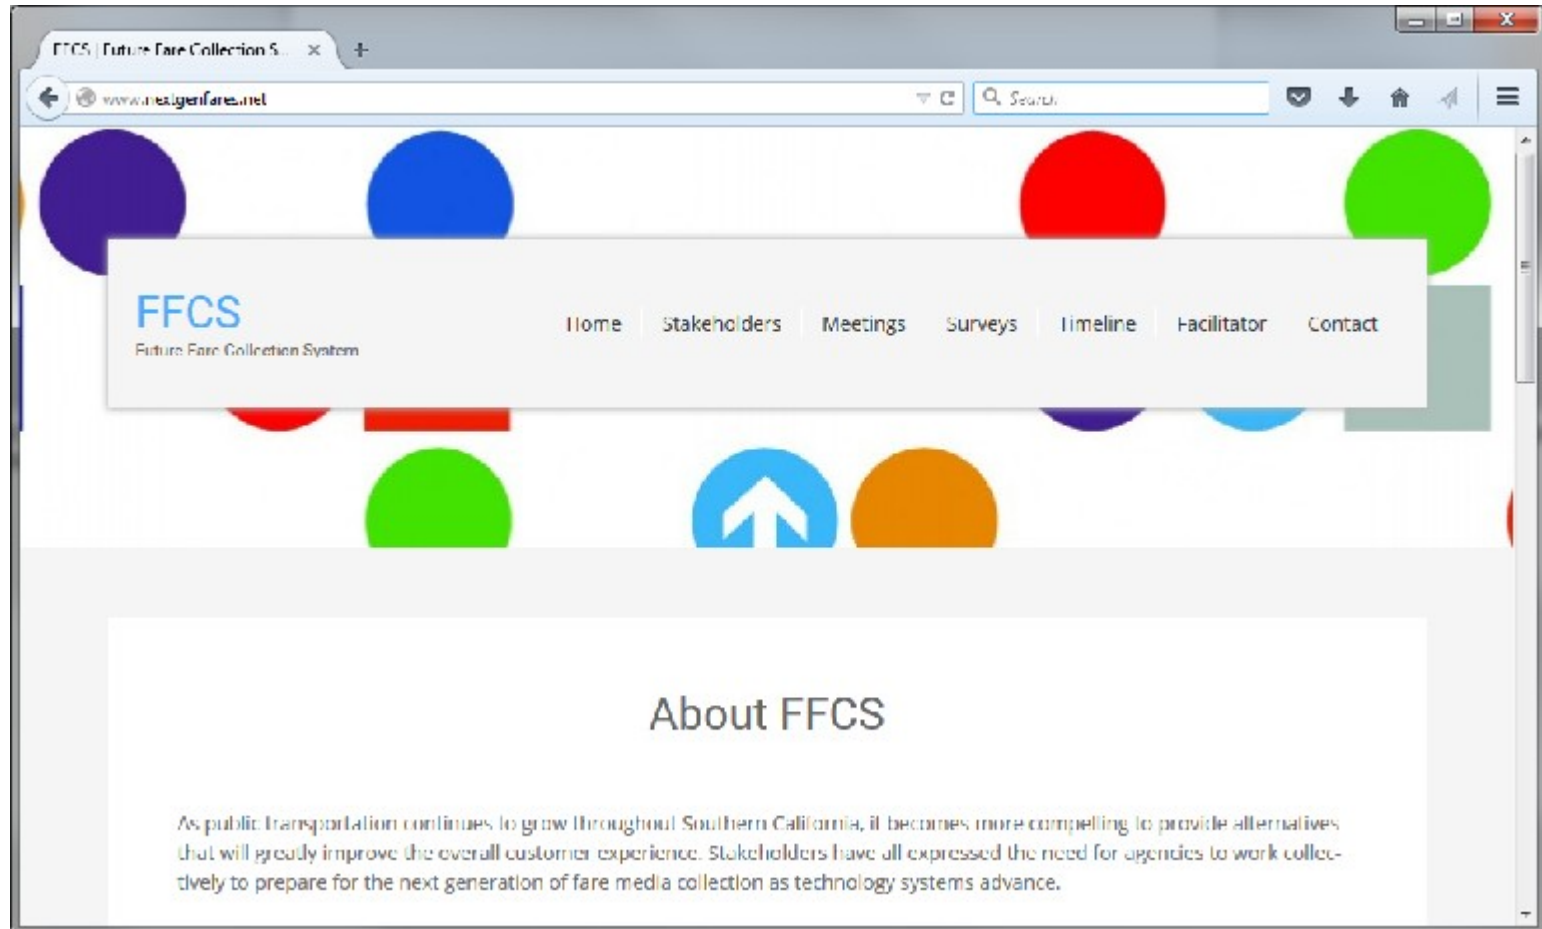 FFCS | Future Fare Collection S...
www.nextgenfares.net
Search
FFCS
Future Fare Collection System
Home Stakeholders Meetings Surveys Timeline Facilitator Contact
About FFCS
As public transportation continues to grow throughout Southern California, it becomes more compelling to provide alternatives
that will greatly improve the overall customer experience. Stakeholders have all expressed the need for agencies to work collec-
tively to prepare for the next generation of fare media collection as technology systems advance.